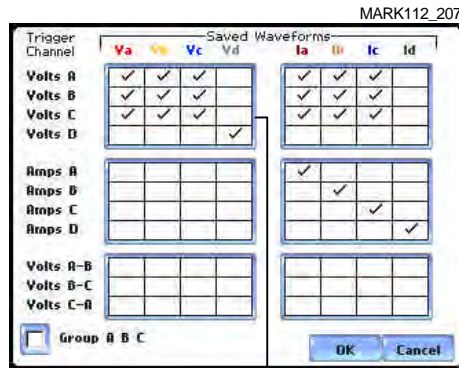 MARK112_207
Trigger Channel
Saved Waveforms
Va Vb Vc Vd Ia Ib Ic Id
Volts A
Volts B
Volts C
Volts D
Amps A
Amps B
Amps C
Amps D
Volts A-B
Volts B-C
Volts C-A
Group A B C
OK Cancel